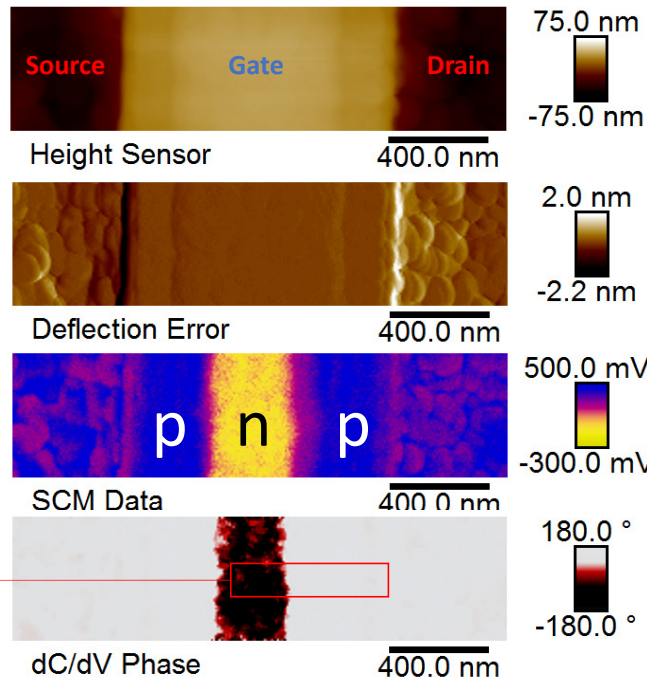 75.0 nm
Source Gate Drain
-75.0 nm
400.0 nm
Height Sensor
2.0 nm
-2.2 nm
400.0 nm
Deflection Error
500.0 mV
p n p
-300.0 mV
400.0 nm
SCM Data
180.0 °
-180.0 °
400.0 nm
dC/dV Phase